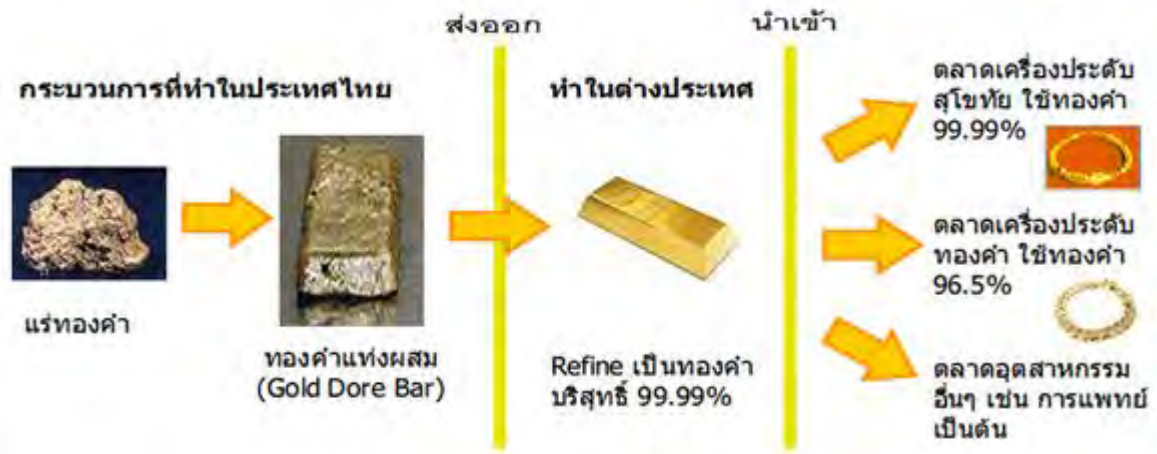 ส่งออก
นำเข้า
กระบวนการที่ทำในประเทศไทย
ทำในต่างประเทศ
แร่ทองคำ
ทองคำแท่งผสม
(Gold Dore Bar)
Refine เป็นทองคำ
บริสุทธิ์ 99.99%
ตลาดเครื่องประดับ
สุโขทัย ใช้ทองคำ
99.99%
ตลาดเครื่องประดับ
ทองคำ ใช้ทองคำ
96.5%
ตลาดอุตสาหกรรม
อื่นๆ เช่น การแพทย์
เป็นต้น